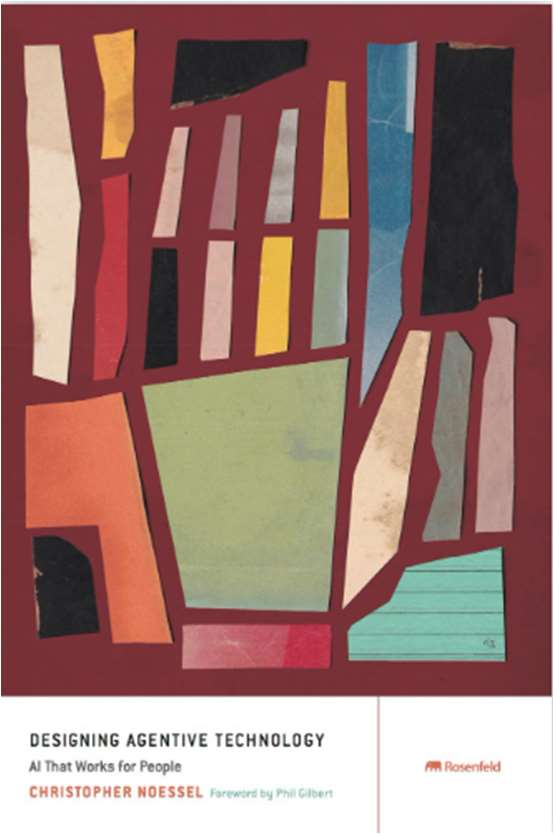 DESIGNING AGENTIVE TECHNOLOGY
AI That Works for People
CHRISTOPHER NOESSEL Foreword by Phil Gilbert
Rosenfeld